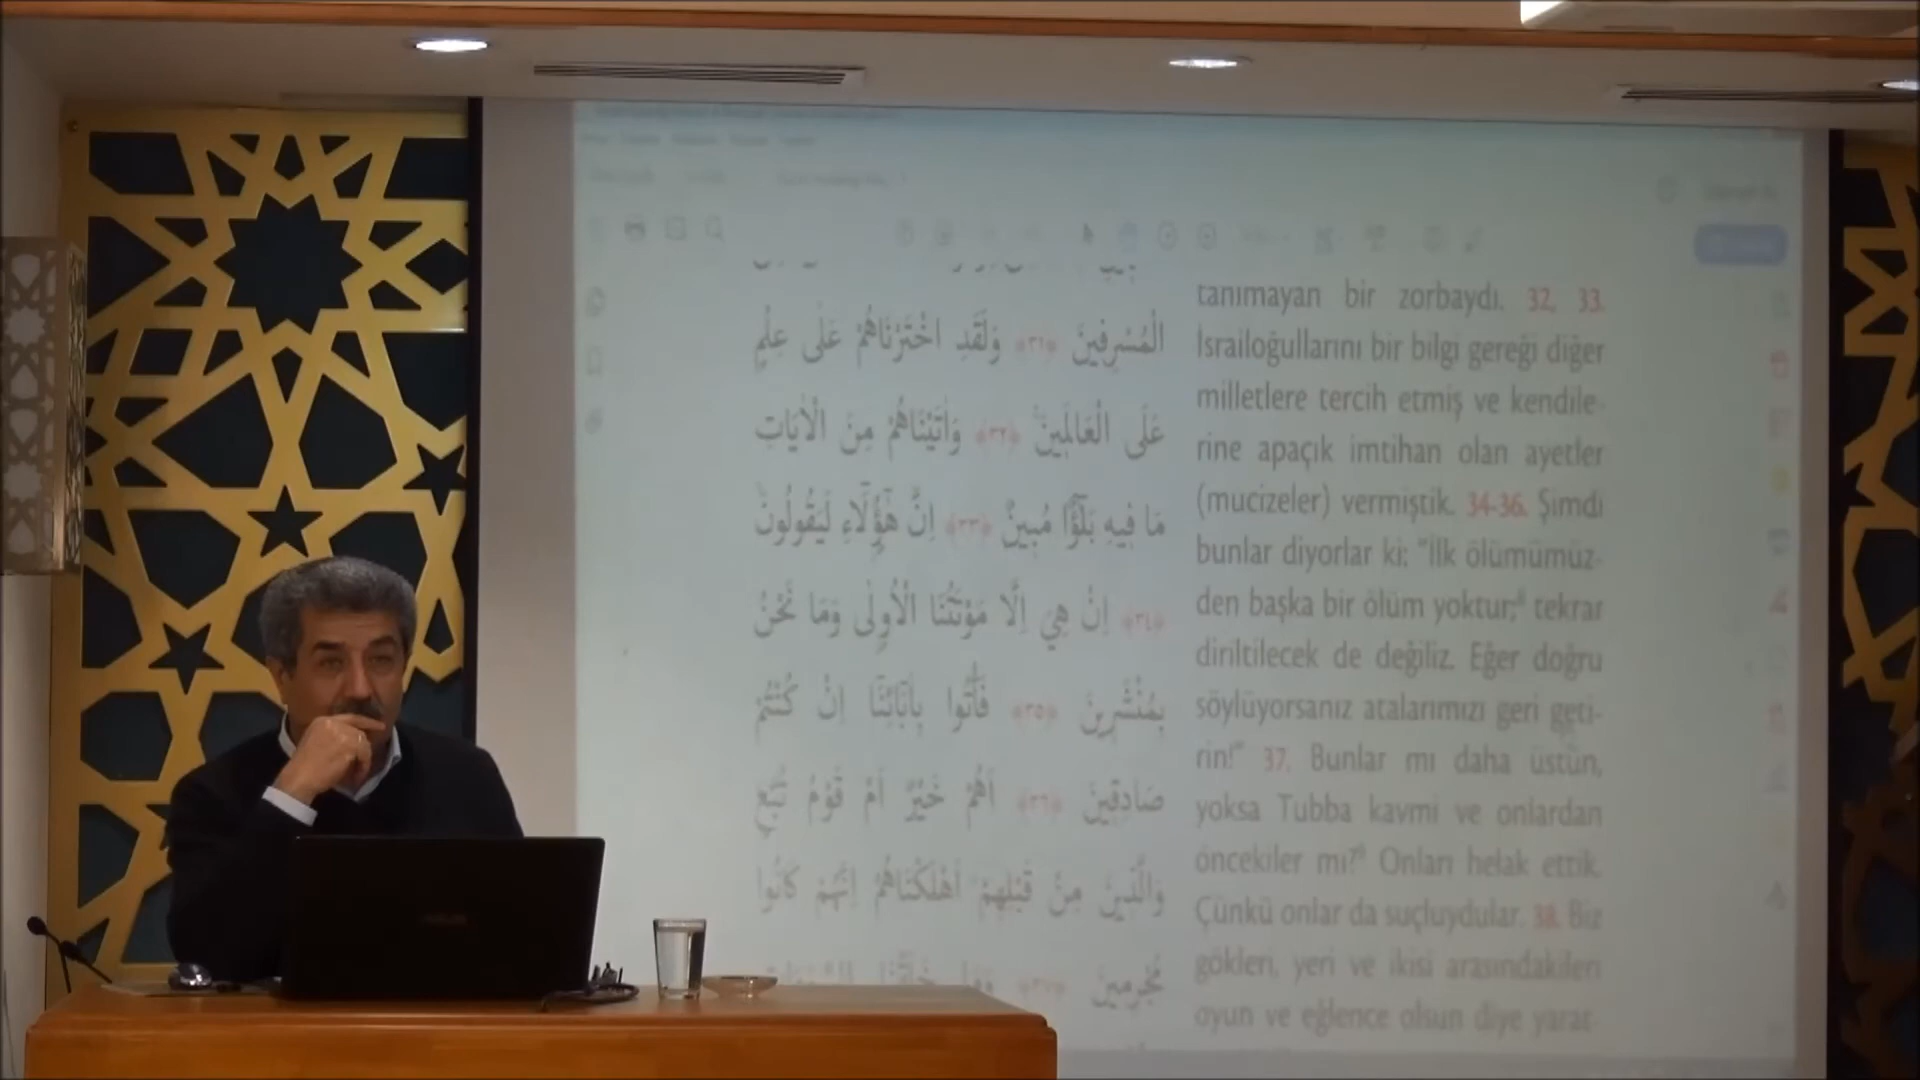 الْمُسْرِفِينَ ﴿٣١﴾ وَلَقَدِ اخْتَرْنَاهُمْ عَلٰى عِلْمٍ
عَلَى الْعَالَمِينَۚ ﴿٣٢﴾ وَاٰتَيْنَاهُمْ مِنَ الْاٰيَاتِ
مَا فِيهِ بَلٰٓؤٌا مُبِينٌ ﴿٣٣﴾ اِنَّ هٰٓؤُلَٓاءِ لَيَقُولُونَۙ
﴿٣٤﴾ اِنْ هِيَ اِلَّا مَوْتَتُنَا الْاُولٰى وَمَا نَحْنُ
بِمُنْشَرِينَ ﴿٣٥﴾ فَأْتُوا بِاٰبَٓائِنَٓا اِنْ كُنْتُمْ
صَادِقِينَ ﴿٣٦﴾ اَهُمْ خَيْرٌ اَمْ قَوْمُ تُبَّعٍ
وَالَّذِينَ مِنْ قَبْلِهِمْ اَهْلَكْنَاهُمْ اِنَّهُمْ كَانُوا
مُجْرِمِينَ ﴿٣٧﴾
tanımayan bir zorbaydı. 32, 33.
İsrailoğullarını bir bilgi gereği diğer
milletlere tercih etmiş ve kendile-
rine apaçık imtihan olan ayetler
(mucizeler) vermiştik. 34-36. Şimdi
bunlar diyorlar ki: "İlk ölümümüz-
den başka bir ölüm yoktur; tekrar
diriltilecek de değiliz. Eğer doğru
söylüyorsanız atalarımızı geri geti-
rin!" 37. Bunlar mı daha üstün,
yoksa Tubba kavmi ve onlardan
öncekiler mi? Onları helak ettik.
Çünkü onlar da suçluydular. 38. Biz
gökleri, yeri ve ikisi arasındakileri
oyun ve eğlence olsun diye yarat-